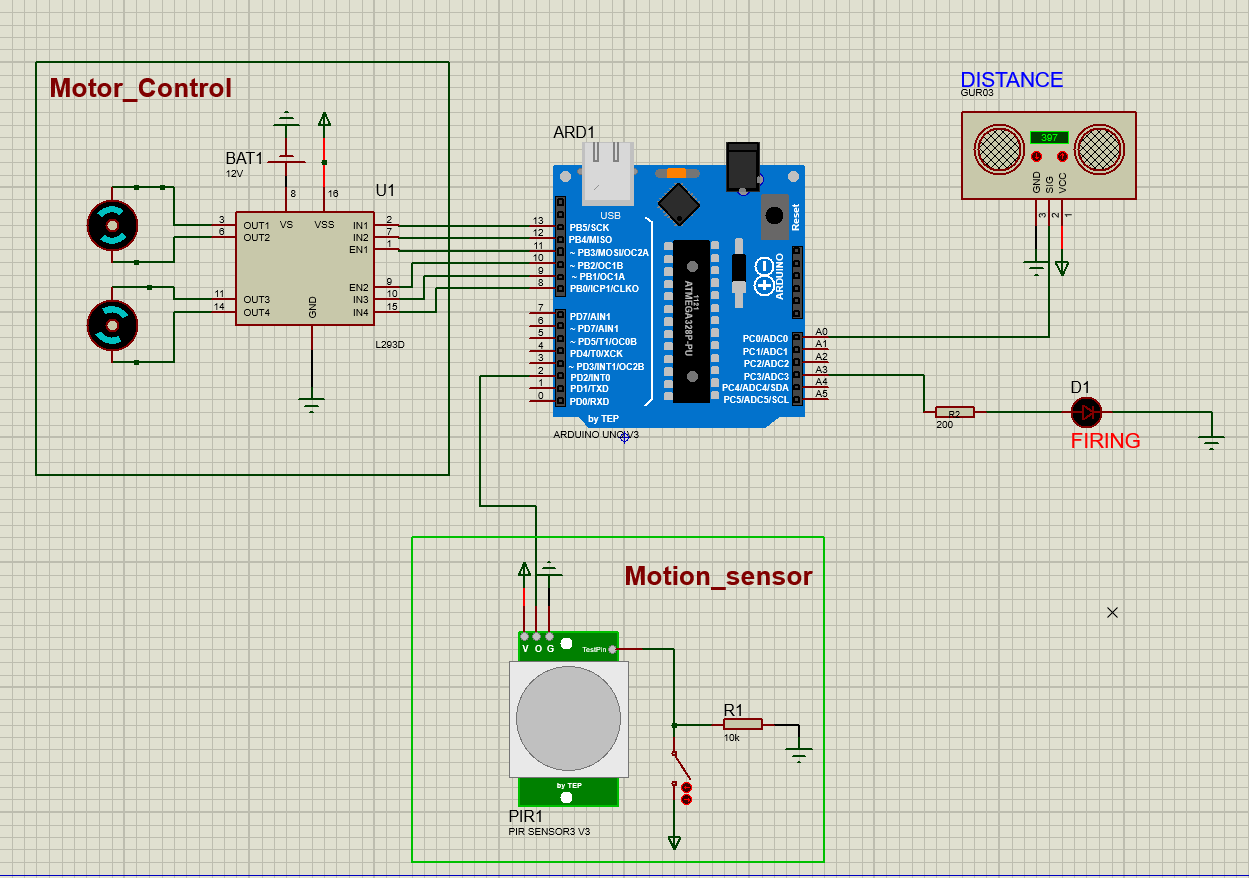 Motor_Control
BAT1
12V
8
16
U1
3
6
11
14
OUT1
OUT2
OUT3
OUT4
VS
VSS
GND
IN1
IN2
EN1
EN2
IN3
IN4
2
7
1
9
10
15
L293D
ARD1
USB
Reset
ARDUINO
13
12
11
10
9
8
PB5/SCK
PB4/MISO
~ PB3/MOSI/OC2A
~ PB2/OC1B
~ PB1/OC1A
PB0/ICP1/CLKO
7
6
5
4
3
2
1
0
PD7/AIN1
~ PD7/AIN1
~ PD5/T1/OC0B
PD4/T0/XCK
~ PD3/INT1/OC2B
PD2/INT0
PD1/TXD
PD0/RXD
ATMEGA328P-PU
1121
PC0/ADC0
PC1/ADC1
PC2/ADC2
PC3/ADC3
PC4/ADC4/SDA
PC5/ADC5/SCL
A0
A1
A2
A3
A4
A5
by TEP
ARDUINO UNO V3
DISTANCE
GUR03
397
GND
SIG
VCC
3
2
1
R2
200
D1
FIRING
Motion_sensor
V O G
TestPin
by TEP
PIR1
PIR SENSOR3 V3
R1
10k